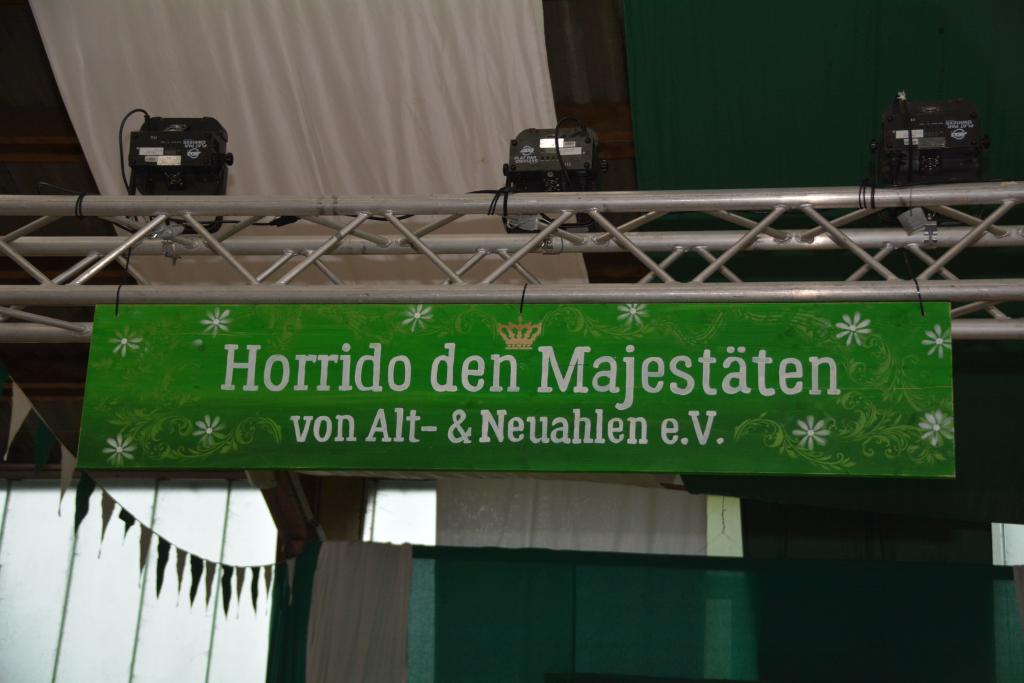 Horrido den Majestäten
von Alt- & Neuahlen e.V.